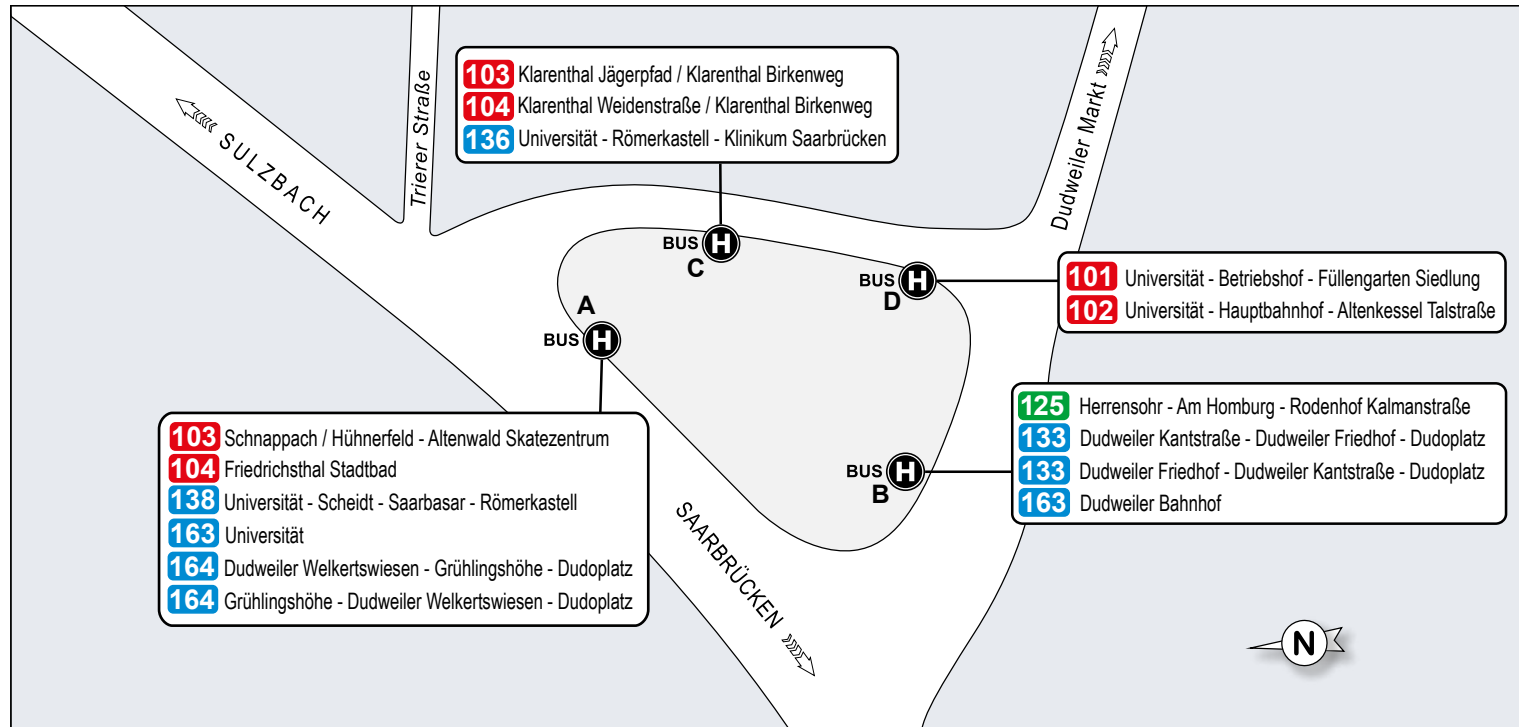 103 Klarenthal Jägerpfad / Klarenthal Birkenweg
104 Klarenthal Weidenstraße / Klarenthal Birkenweg
136 Universität - Römerkastell - Klinikum Saarbrücken
SULZBACH
Trierer Straße
Dudweiler Markt
BUS H
C
BUS H
D
101 Universität - Betriebshof - Füllengarten Siedlung
102 Universität - Hauptbahnhof - Altenkessel Talstraße
A
BUS H
103 Schnappach / Hühnerfeld - Altenwald Skatezentrum
104 Friedrichsthal Stadtbad
138 Universität - Scheidt - Saarbasar - Römerkastell
163 Universität
164 Dudweiler Welkertswiesen - Grühlingshöhe - Dudoplatz
164 Grühlingshöhe - Dudweiler Welkertswiesen - Dudoplatz
BUS H
B
125 Herrensohr - Am Homburg - Rodenhof Kalmanstraße
133 Dudweiler Kantstraße - Dudweiler Friedhof - Dudoplatz
133 Dudweiler Friedhof - Dudweiler Kantstraße - Dudoplatz
163 Dudweiler Bahnhof
SAARBRÜCKEN
N